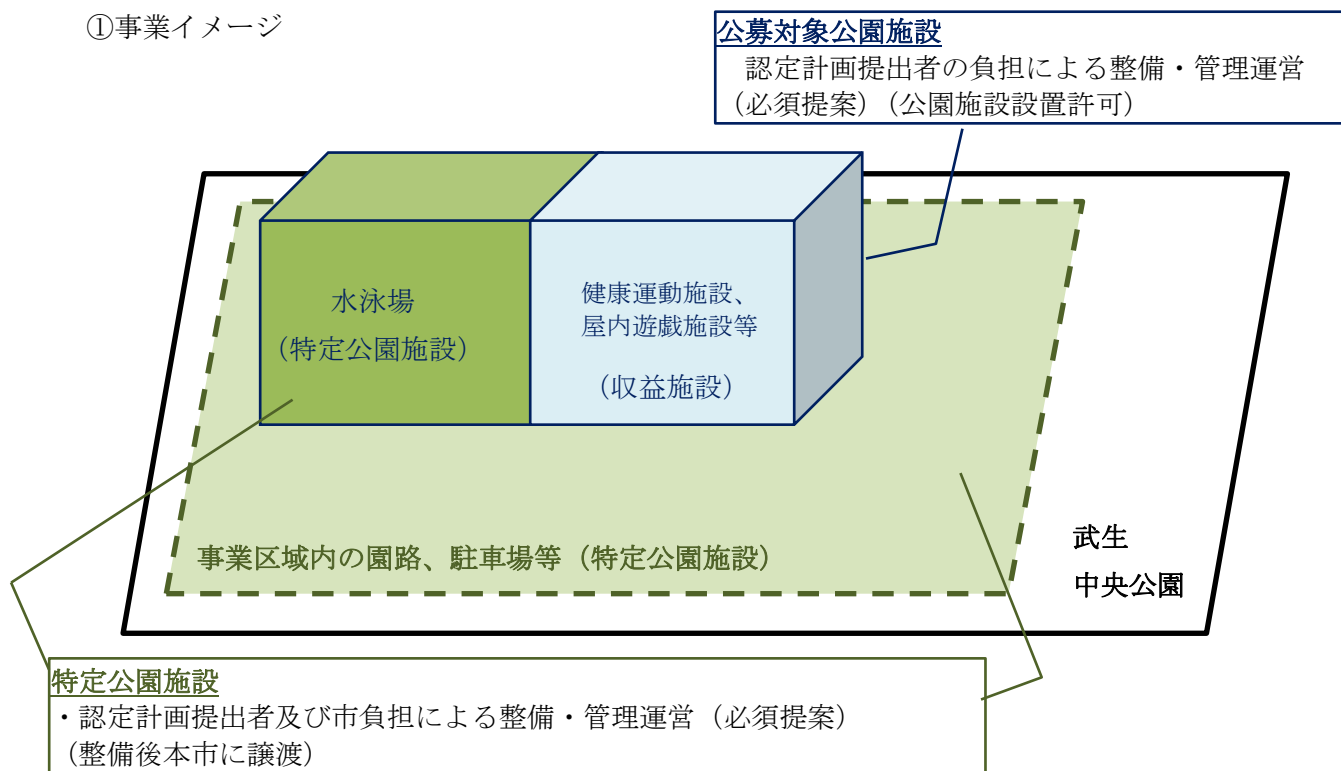 ①事業イメージ
公募対象公園施設
認定計画提出者の負担による整備・管理運営
（必須提案）（公園施設設置許可）
水泳場
（特定公園施設）
健康運動施設、
屋内遊戯施設等
（収益施設）
事業区域内の園路、駐車場等（特定公園施設）
武生
中央公園
特定公園施設
・認定計画提出者及び市負担による整備・管理運営（必須提案）
（整備後本市に譲渡）